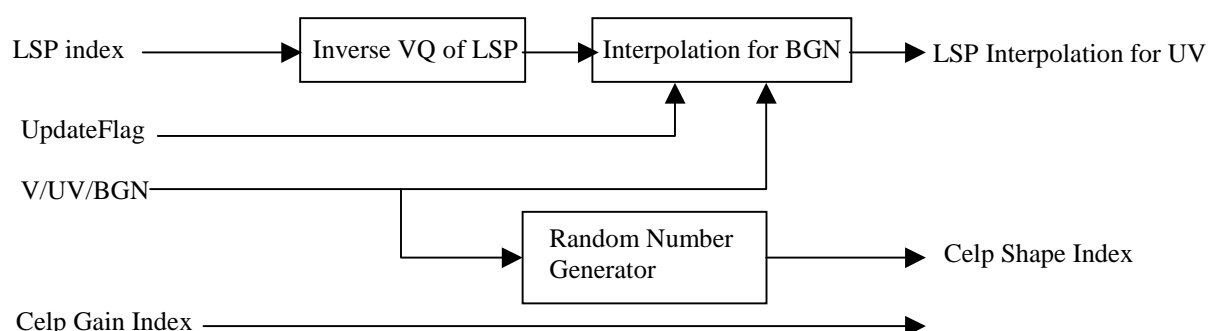 LSP index
Inverse VQ of LSP
Interpolation for BGN
LSP Interpolation for UV
UpdateFlag
V/UV/BGN
Random Number
Generator
Celp Shape Index
Celp Gain Index